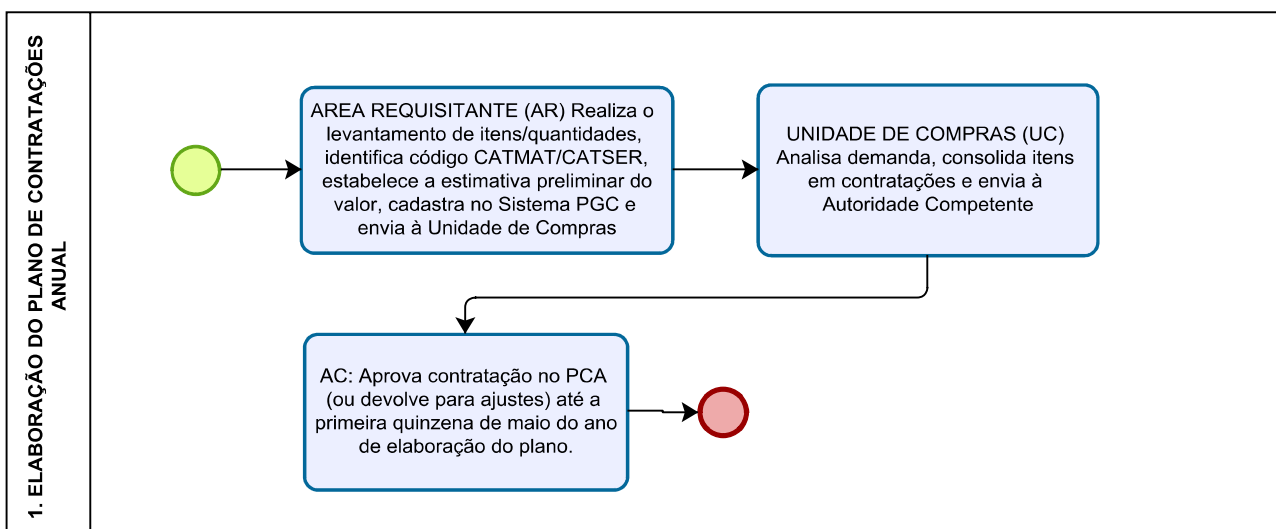 1. ELABORAÇÃO DO PLANO DE CONTRATAÇÕES
ANUAL
AREA REQUISITANTE (AR) Realiza o
levantamento de itens/quantidades,
identifica código CATMAT/CATSER,
estabelece a estimativa preliminar do
valor, cadastra no Sistema PGC e
envia à Unidade de Compras
UNIDADE DE COMPRAS (UC)
Analisa demanda, consolida itens
em contratações e envia à
Autoridade Competente
AC: Aprova contratação no PCA
(ou devolve para ajustes) até a
primeira quinzena de maio do ano
de elaboração do plano.